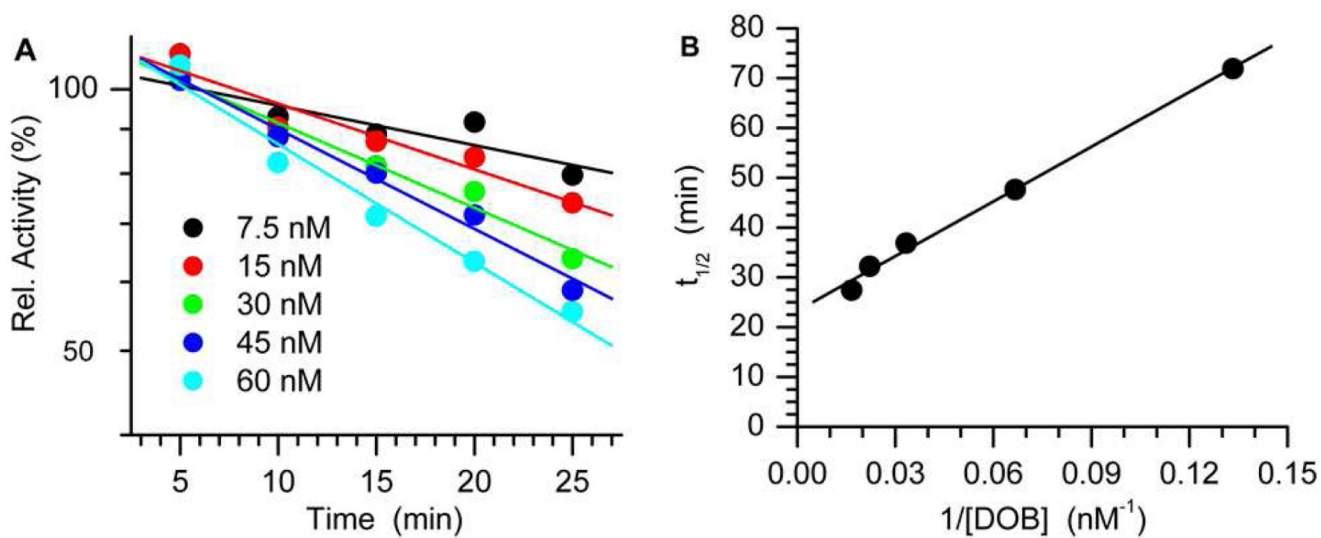 A
Rel. Activity (%)
100
50
7.5 nM
15 nM
30 nM
45 nM
60 nM
5 10 15 20 25
Time (min)
B
t1/2 (min)
80
70
60
50
40
30
20
10
0
0.00 0.03 0.06 0.09 0.12 0.15
1/[DOB] (nM-1)